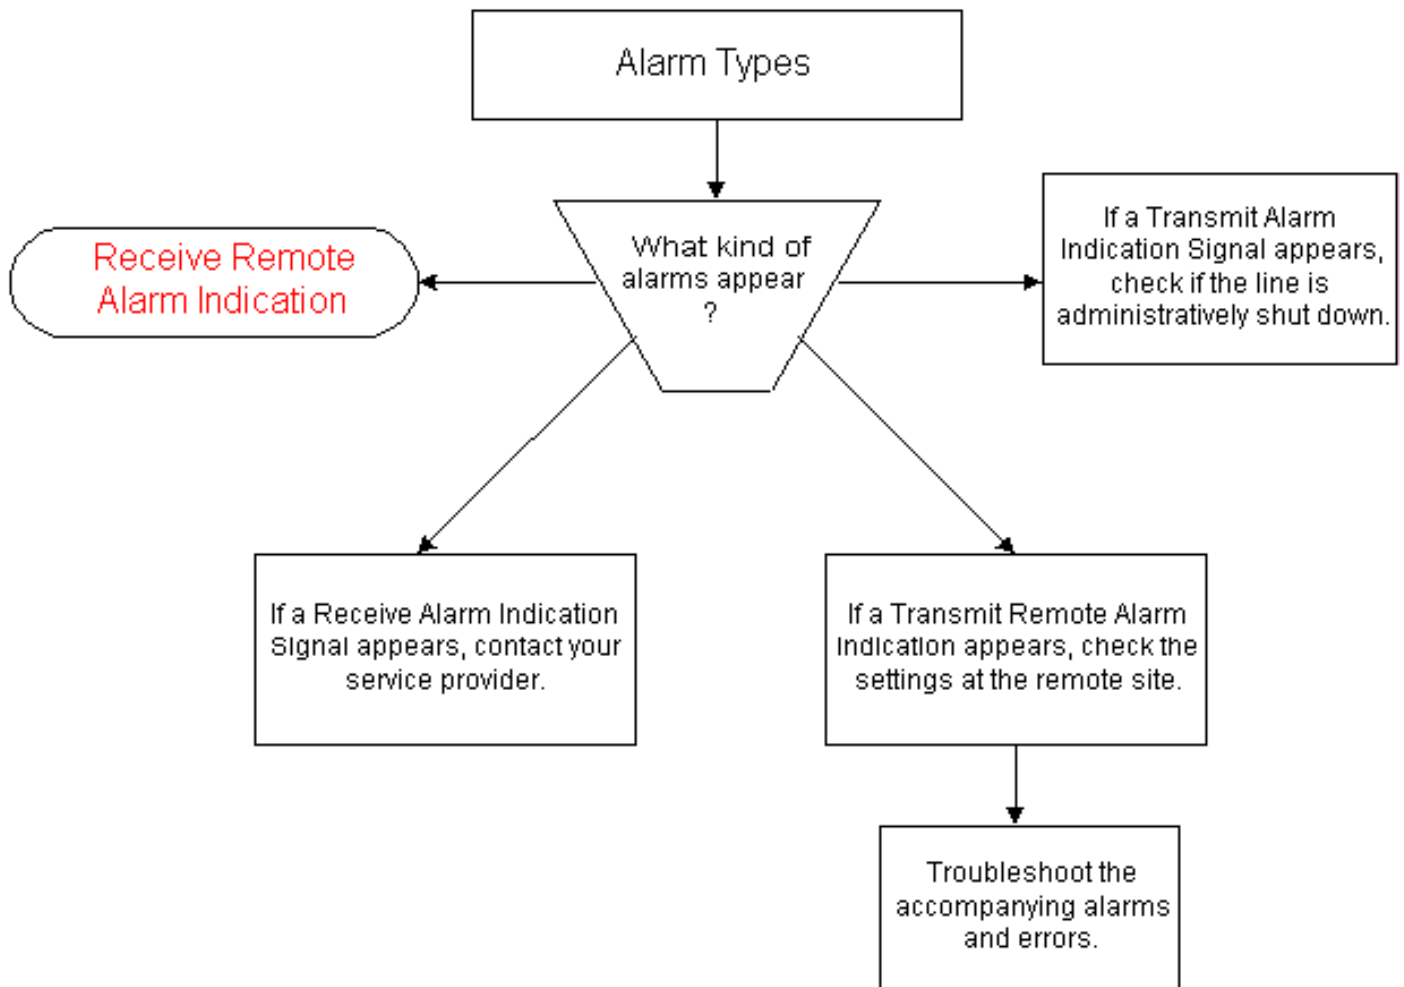 Alarm Types
What kind of
alarms appear
?
Receive Remote
Alarm Indication
If a Transmit Alarm
Indication Signal appears,
check if the line is
administratively shut down.
If a Receive Alarm Indication
Signal appears, contact your
service provider.
If a Transmit Remote Alarm
Indication appears, check the
settings at the remote site.
Troubleshoot the
accompanying alarms
and errors.